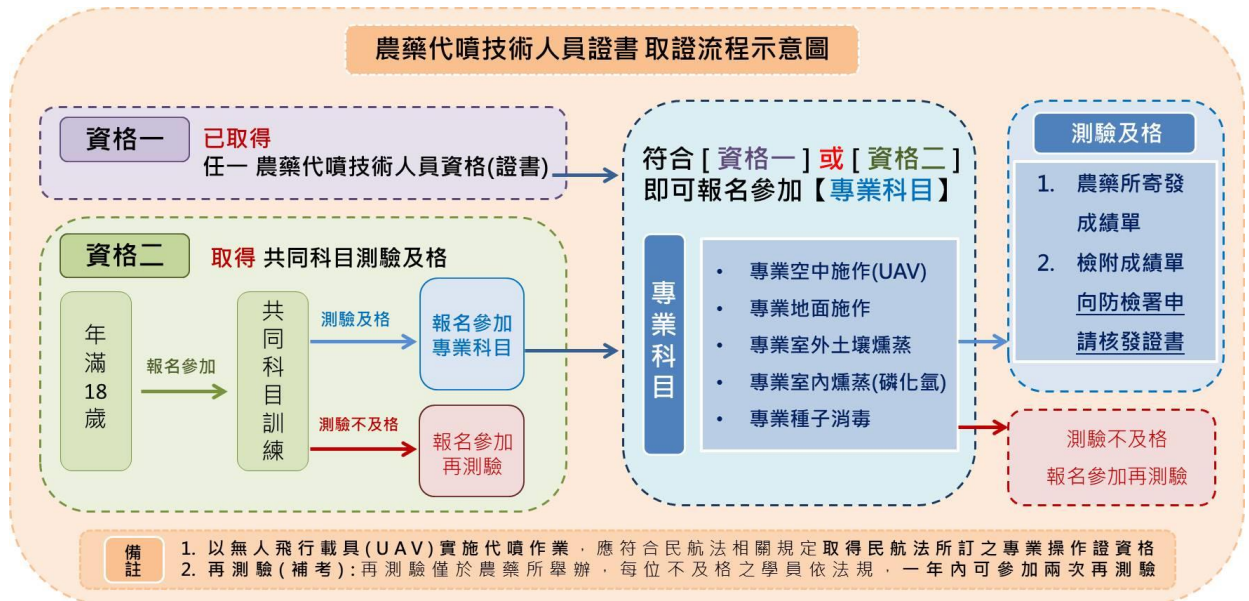 農藥代噴技術人員證書 取證流程示意圖
資格一
已取得
任一 農藥代噴技術人員資格(證書)
資格二
取得 共同科目測驗及格
年滿18歲
報名參加
共同科目訓練
測驗及格
報名參加
專業科目
測驗不及格
報名參加
再測驗
符合 [ 資格一 ] 或 [ 資格二 ]
即可報名參加【專業科目】
專業科目
• 專業空中施作(UAV)
• 專業地面施作
• 專業室外土壤燻蒸
• 專業室內燻蒸(磷化氫)
• 專業種子消毒
測驗及格
1. 農藥所寄發
成績單
2. 檢附成績單
向防檢署申
請核發證書
測驗不及格
報名參加再測驗
備註
1. 以無人飛行載具(UAV)實施代噴作業，應符合民航法相關規定取得民航法所訂之專業操作證資格
2. 再測驗(補考)：再測驗僅於農藥所舉辦，每位不及格之學員依法規，一年內可參加兩次再測驗